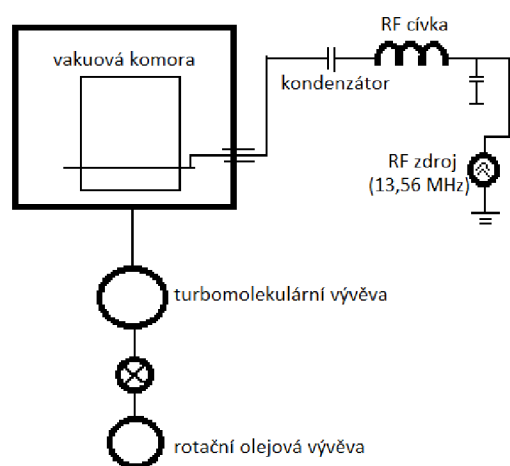 RF cívka
vakuová komora
kondenzátor
RF zdroj
(13,56 MHz)
turbomolekulární vývěva
rotační olejová vývěva